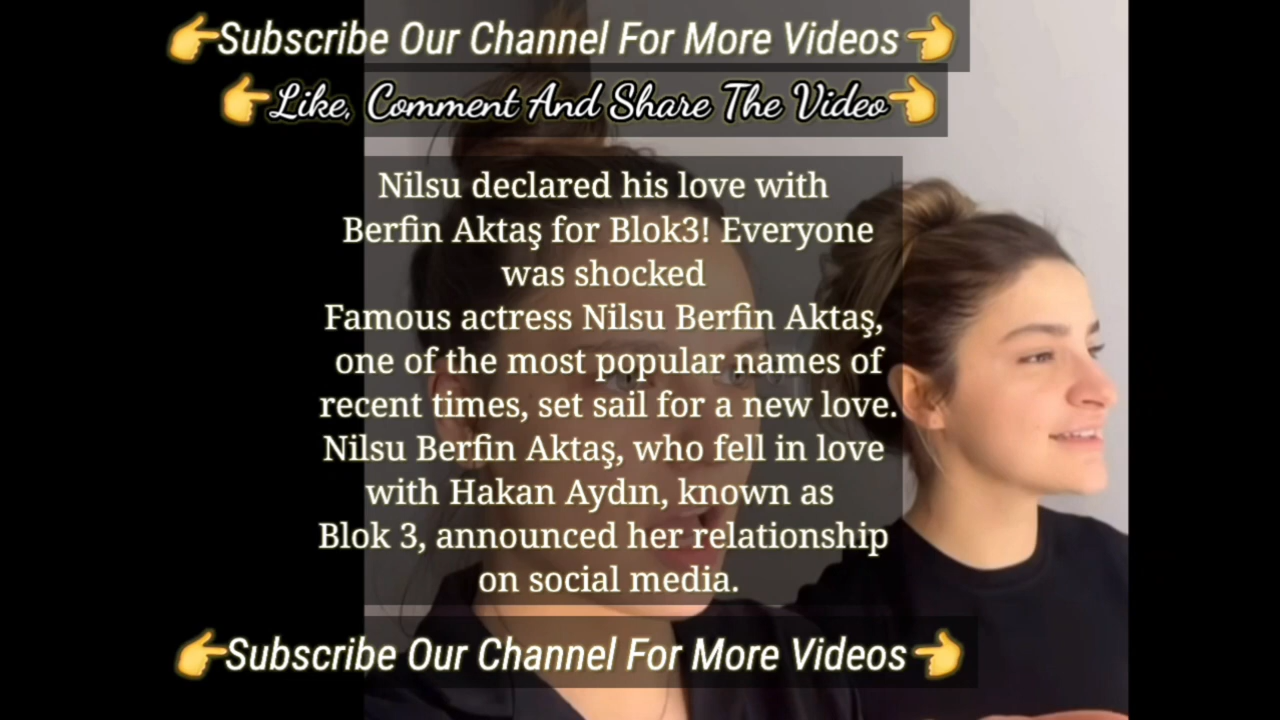 👉Subscribe Our Channel For More Videos👈
👉Like, Comment And Share The Video👈
Nilsu declared his love with
Berfin Aktaş for Blok3! Everyone
was shocked
Famous actress Nilsu Berfin Aktaş,
one of the most popular names of
recent times, set sail for a new love.
Nilsu Berfin Aktaş, who fell in love
with Hakan Aydın, known as
Blok 3, announced her relationship
on social media.
👉Subscribe Our Channel For More Videos👈